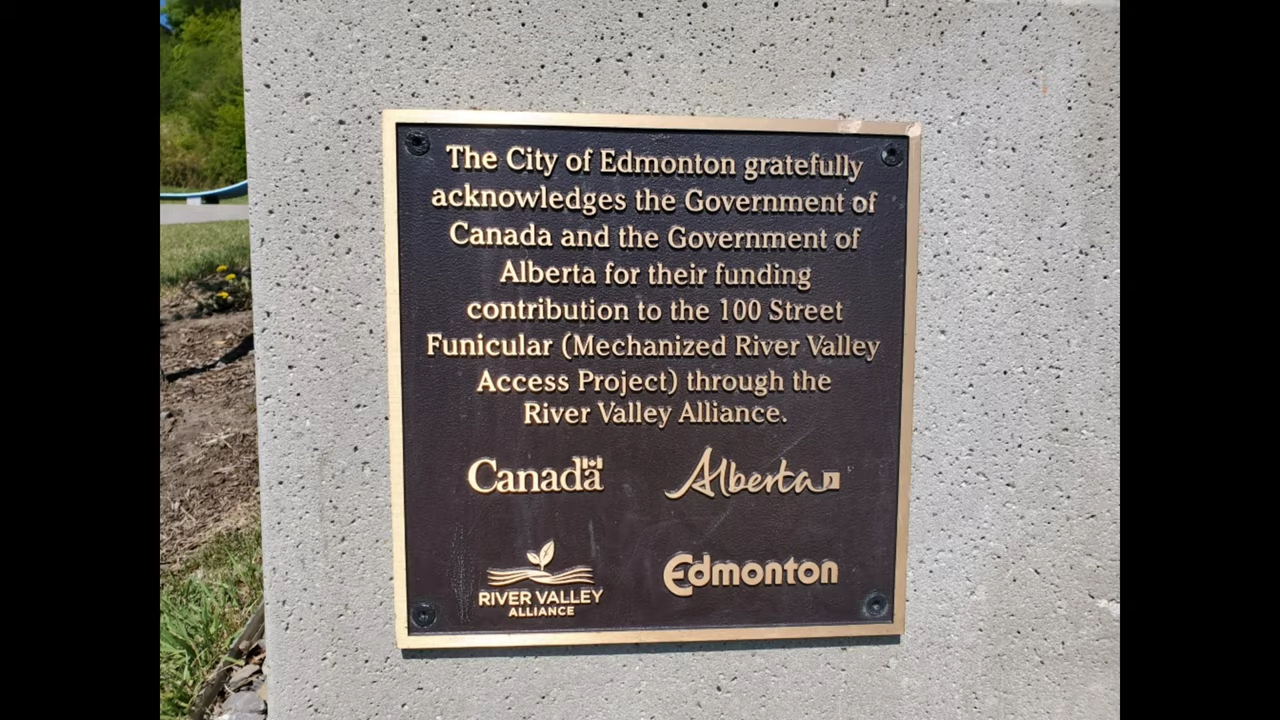 The City of Edmonton gratefully
acknowledges the Government of
Canada and the Government of
Alberta for their funding
contribution to the 100 Street
Funicular (Mechanized River Valley
Access Project) through the
River Valley Alliance.
Canada
Alberta
RIVER VALLEY
ALLIANCE
Edmonton